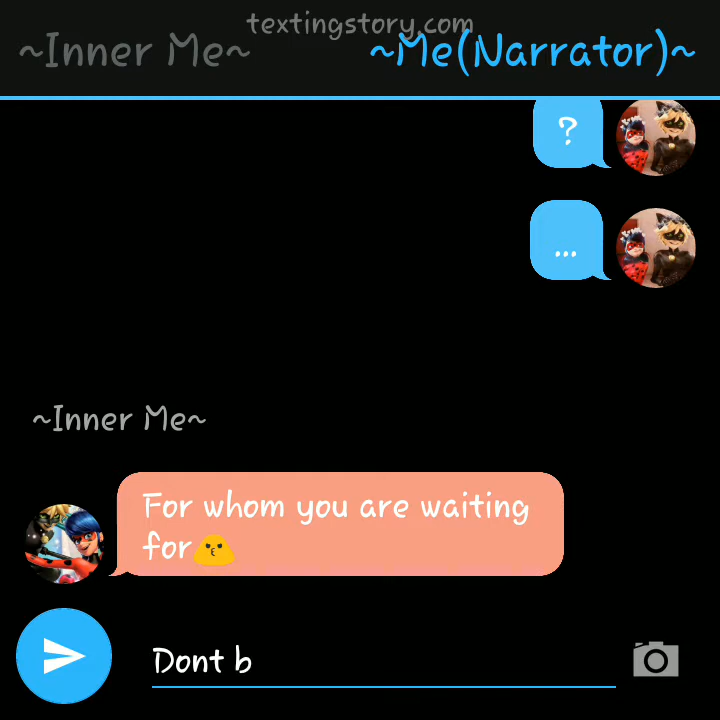 textingstory.com
~Inner Me~ ~Me(Narrator)~
?
...
~Inner Me~
For whom you are waiting
for
Dont b